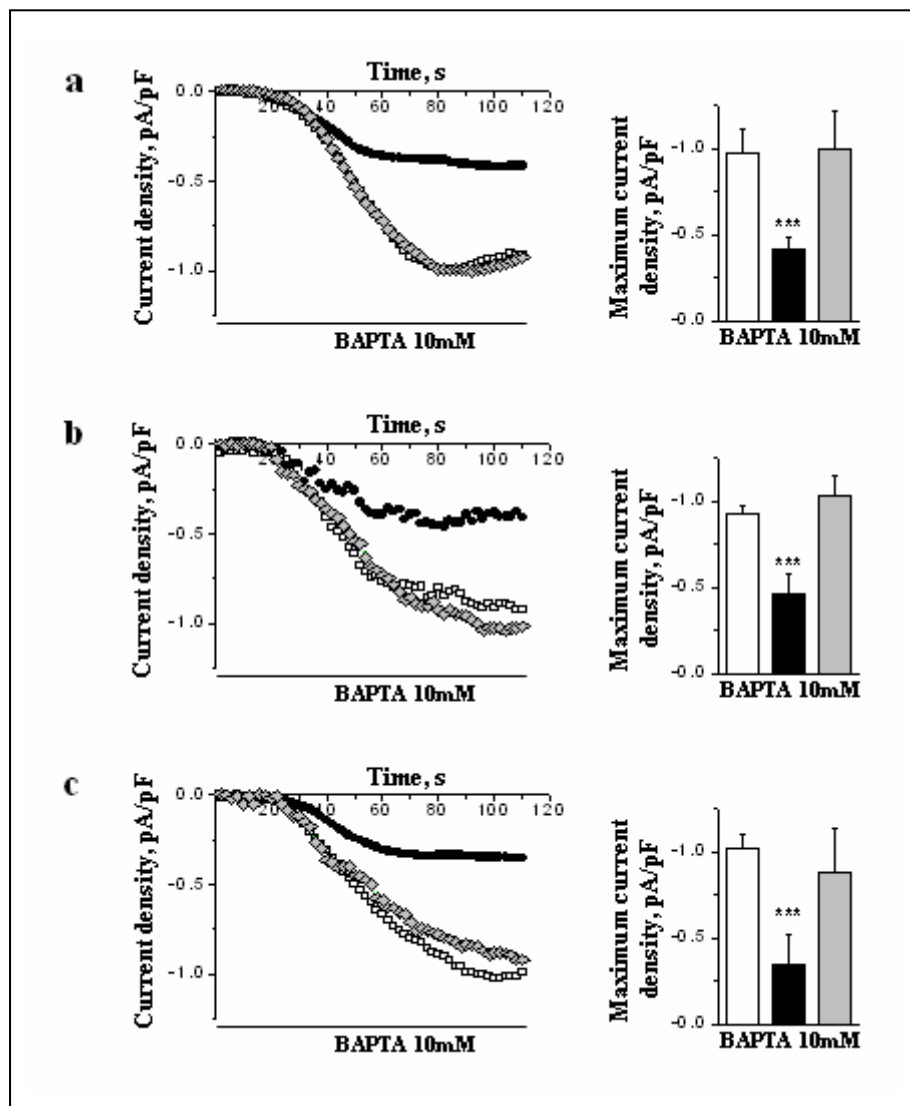 a
Time, s
0.0 20 40 60 80 100 120
-0.5
-1.0
Current density, pA/pF
BAPTA 10mM
Maximum current
density, pA/pF
-1.0
-0.5
-0.0
***
BAPTA 10mM
b
Time, s
0.0 20 40 60 80 100 120
-0.5
-1.0
Current density, pA/pF
BAPTA 10mM
Maximum current
density, pA/pF
-1.0
-0.5
-0.0
***
BAPTA 10mM
c
Time, s
0.0 20 40 60 80 100 120
-0.5
-1.0
Current density, pA/pF
BAPTA 10mM
Maximum current
density, pA/pF
-1.0
-0.5
-0.0
***
BAPTA 10mM